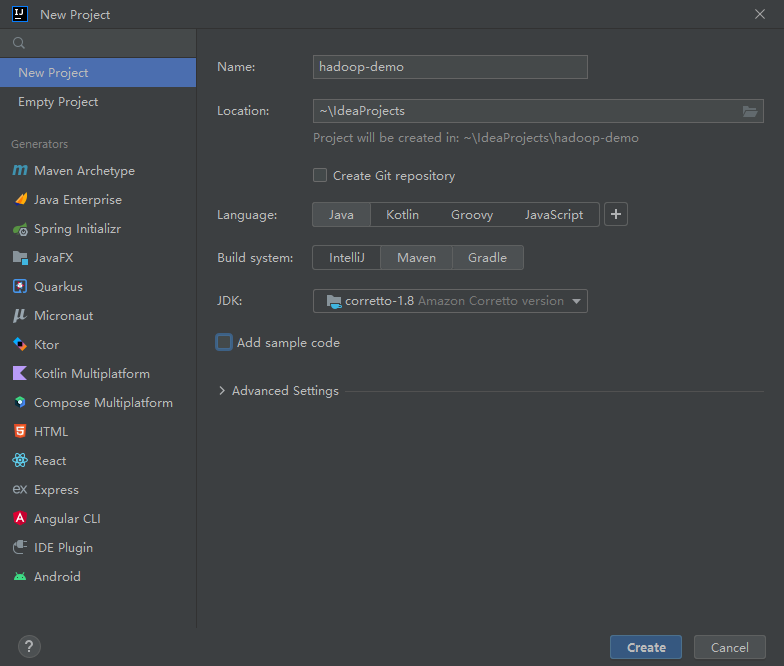 New Project
New Project
Empty Project
Generators
Maven Archetype
Java Enterprise
Spring Initializr
JavaFX
Quarkus
Micronaut
Ktor
Kotlin Multiplatform
Compose Multiplatform
HTML
React
ex Express
Angular CLI
IDE Plugin
Android
?
Name: hadoop-demo
Location: ~\IdeaProjects
Project will be created in: ~\IdeaProjects\hadoop-demo
Create Git repository
Language: Java Kotlin Groovy JavaScript +
Build system: IntelliJ Maven Gradle
JDK: corretto-1.8 Amazon Corretto version
Add sample code
Advanced Settings
Create Cancel